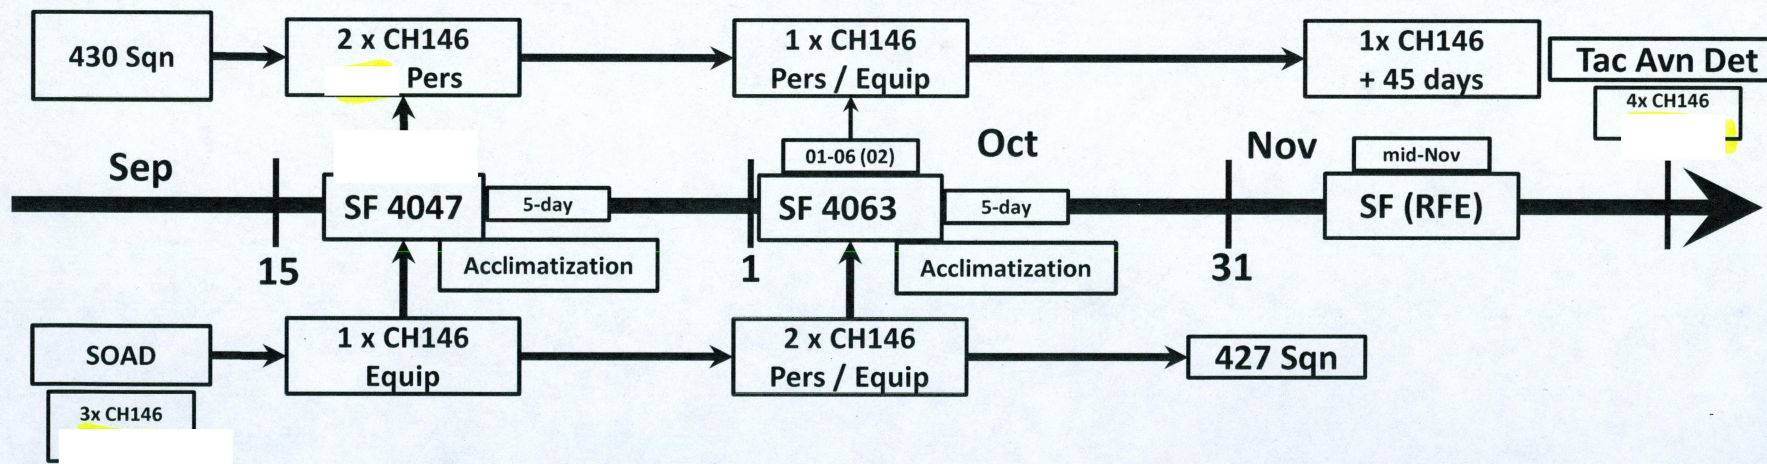 430 Sqn
2 x CH146
Pers
1 x CH146
Pers / Equip
1x CH146
+ 45 days
Tac Avn Det
4x CH146
Sep
01-06 (02)
Oct
Nov
mid-Nov
SF 4047
5-day
SF 4063
5-day
SF (RFE)
15
Acclimatization
1
Acclimatization
31
SOAD
1 x CH146
Equip
2 x CH146
Pers / Equip
427 Sqn
3x CH146